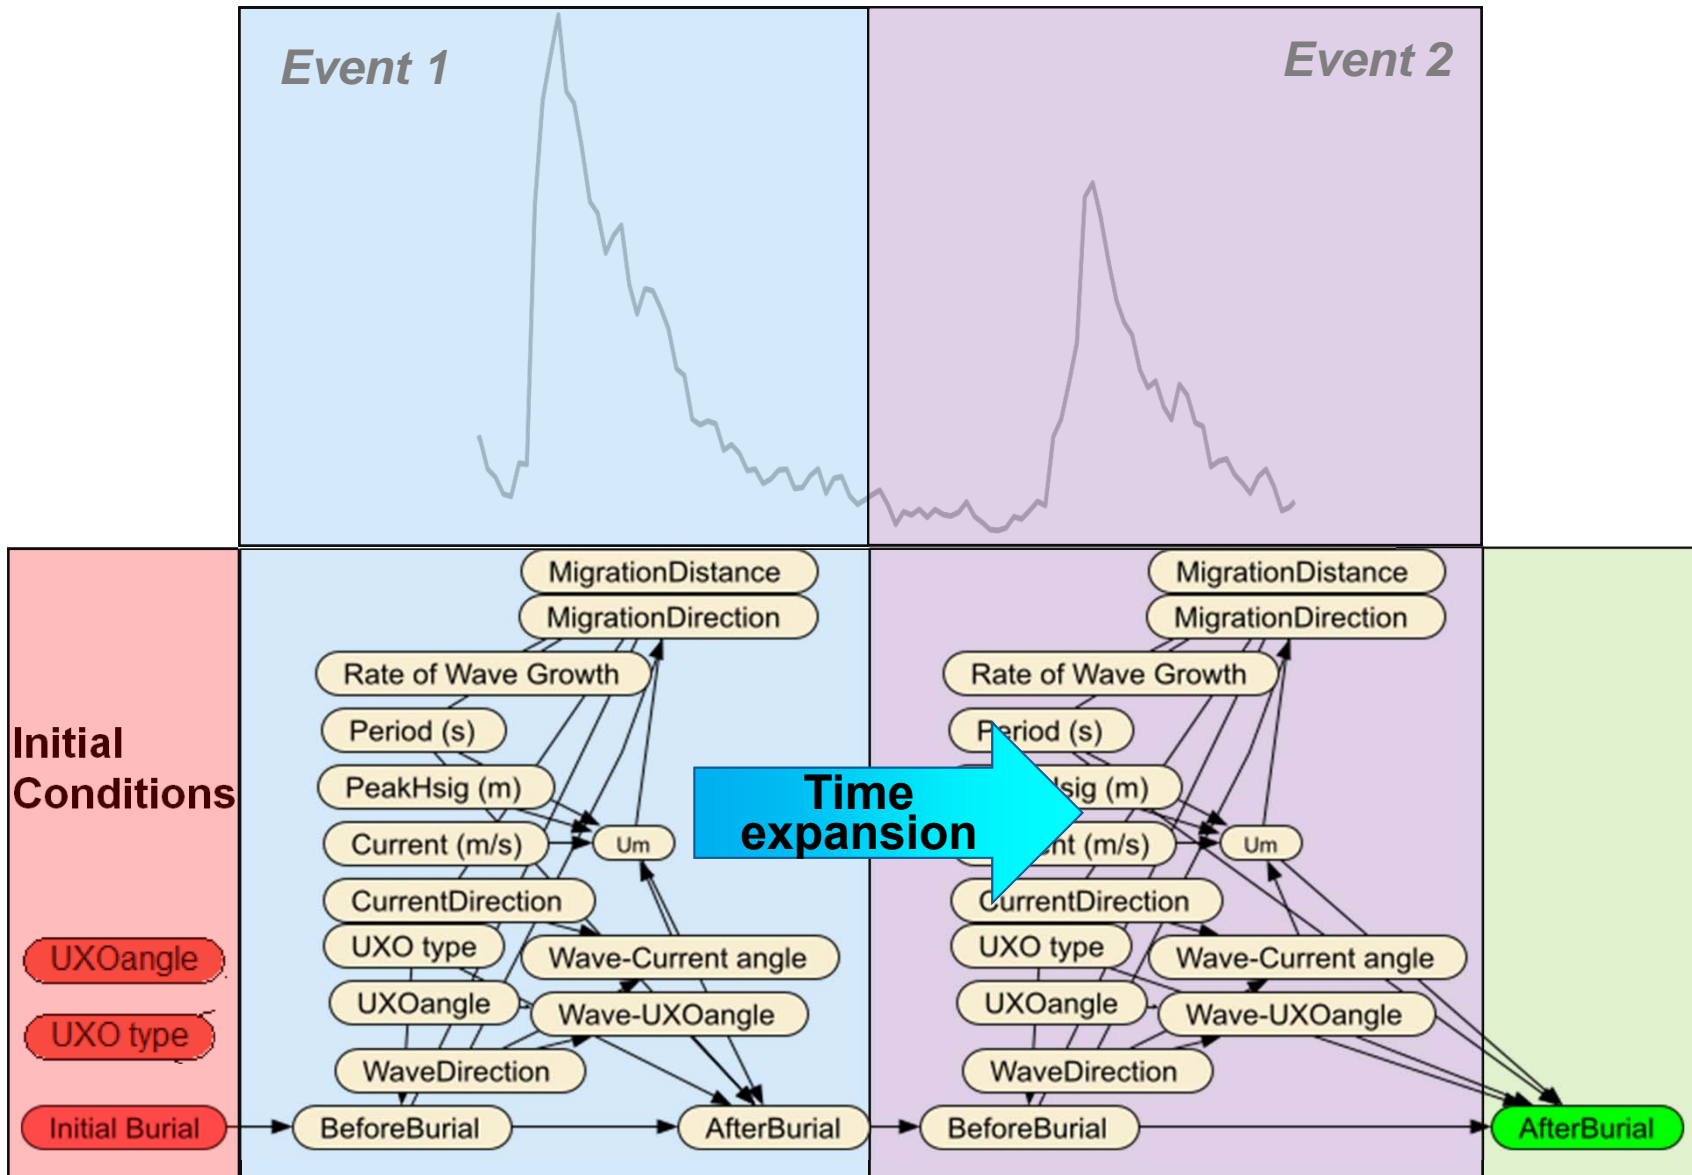 Event 1
Event 2
Initial
Conditions
UXOangle
UXO type
Initial Burial
MigrationDistance
MigrationDirection
Rate of Wave Growth
Period (s)
PeakHsig (m)
Current (m/s)
Um
CurrentDirection
UXO type
Wave-Current angle
UXOangle
Wave-UXOangle
WaveDirection
BeforeBurial
AfterBurial
Time
expansion
MigrationDistance
MigrationDirection
Rate of Wave Growth
Period (s)
sig (m)
nt (m/s)
Um
CurrentDirection
UXO type
Wave-Current angle
UXOangle
Wave-UXOangle
WaveDirection
BeforeBurial
AfterBurial